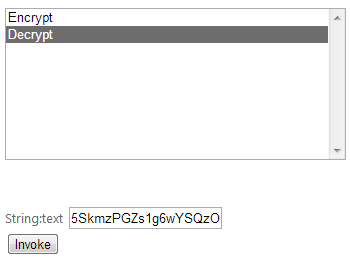 Encrypt
Decrypt
String:text 5SkmzPGZs1g6wYSQzO
Invoke